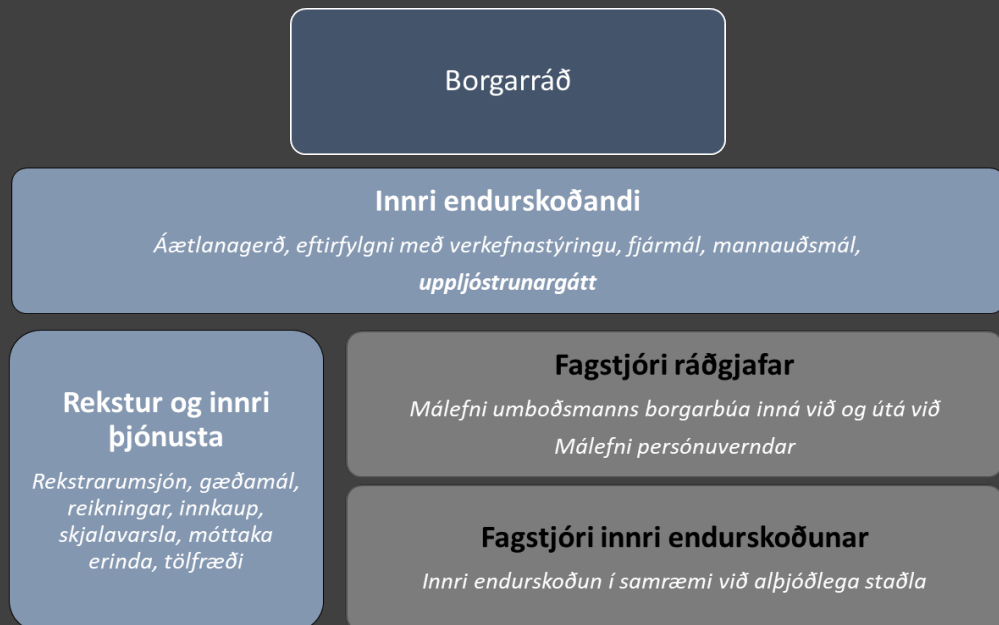 Borgarráð
Innri endurskoðandi
Áætlanagerð, eftirfylgni með verkefnastýringu, fjármál, mannauðsmál,
uppljóstrunargátt
Rekstur og innri
þjónusta
Rekstrarumsjón, gæðamál,
reikningar, innkaup,
skjalavarsla, móttaka
erinda, tölfræði
Fagstjóri ráðgjafar
Málefni umboðsmanns borgarbúa inná við og útá við
Málefni persónuverndar
Fagstjóri innri endurskoðunar
Innri endurskoðun í samræmi við alþjóðlega staðla